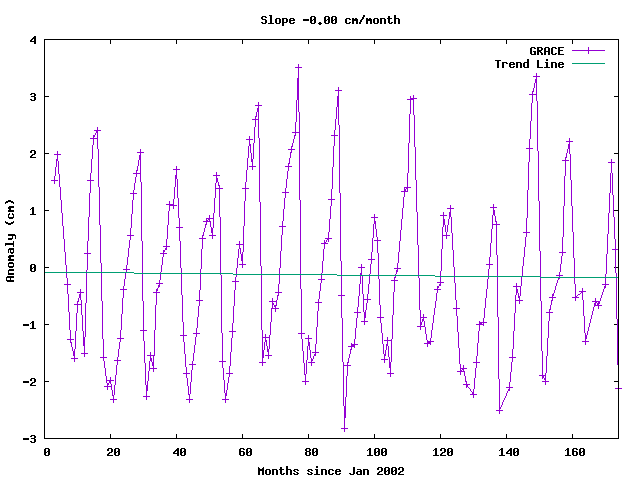 Slope -0.00 cm/month
GRACE
Trend Line
4
3
2
1
0
-1
-2
-3
Anomaly (cm)
0 20 40 60 80 100 120 140 160
Months since Jan 2002